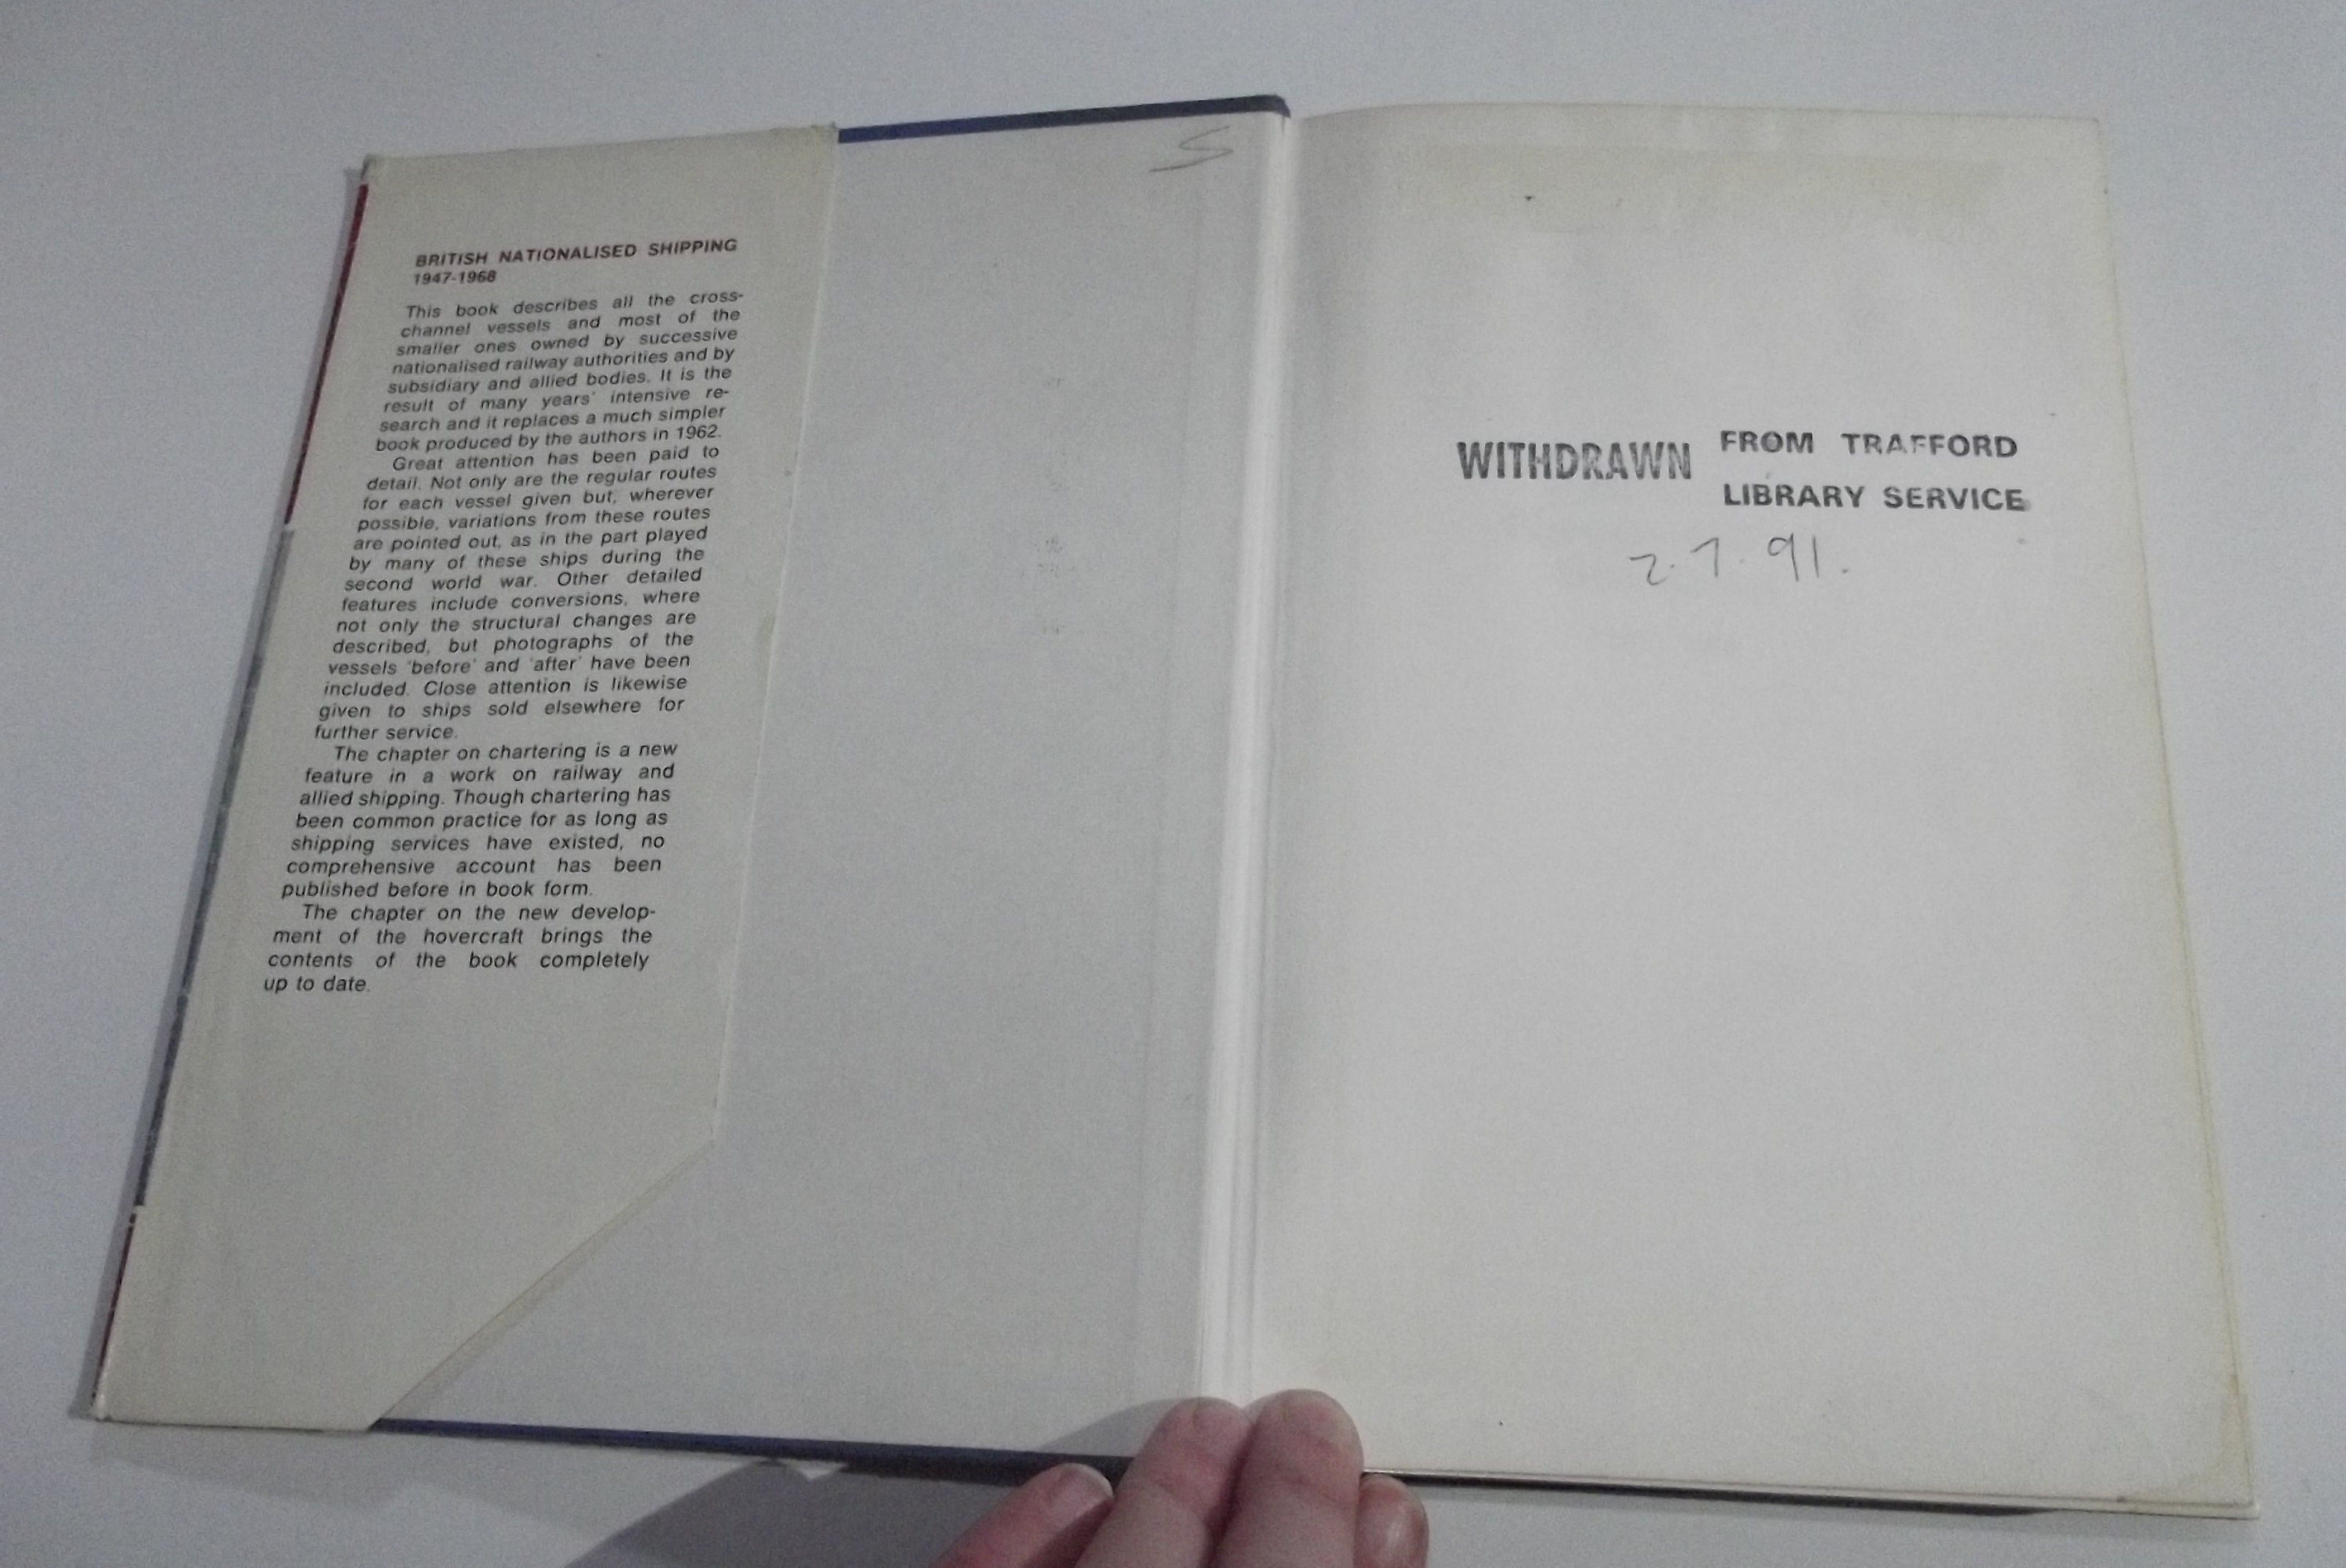 BRITISH NATIONALISED SHIPPING
1947-1968
This book describes all the cross-
channel vessels and most of the
smaller ones owned by successive
nationalised railway authorities and by
subsidiary and allied bodies. It is the
result of many years' intensive re-
search and it replaces a much simpler
book produced by the authors in 1962.
Great attention has been paid to
detail. Not only are the regular routes
for each vessel given but, wherever
possible, variations from these routes
are pointed out, as in the part played
by many of these ships during the
second world war. Other detailed
features include conversions, where
not only the structural changes are
described, but photographs of the
vessels 'before' and 'after' have been
included. Close attention is likewise
given to ships sold elsewhere for
further service.
The chapter on chartering is a new
feature in a work on railway and
allied shipping. Though chartering has
been common practice for as long as
shipping services have existed, no
comprehensive account has been
published before in book form.
The chapter on the new develop-
ment of the hovercraft brings the
contents of the book completely
up to date.
S
WITHDRAWN FROM TRAFFORD
LIBRARY SERVICE
2.7.91.